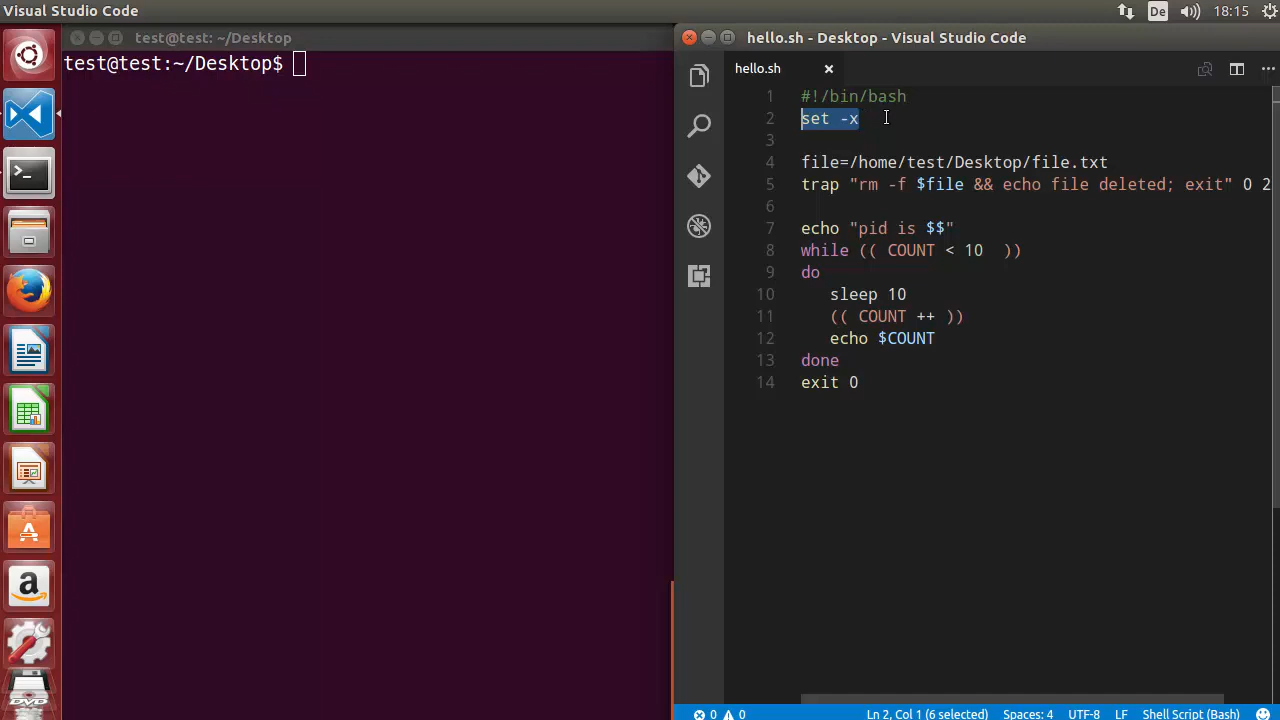 Visual Studio Code
De
18:15
test@test: ~/Desktop
test@test:~/Desktop$
hello.sh - Desktop - Visual Studio Code
hello.sh
1 #!/bin/bash
2 set -x
3
4 file=/home/test/Desktop/file.txt
5 trap "rm -f $file && echo file deleted; exit" 0 2
6
7 echo "pid is $$"
8 while (( COUNT < 10  ))
9 do
10    sleep 10
11    (( COUNT ++ ))
12    echo $COUNT
13 done
14 exit 0
0 0
Ln 2, Col 1 (6 selected)
Spaces: 4
UTF-8
LF
Shell Script (Bash)